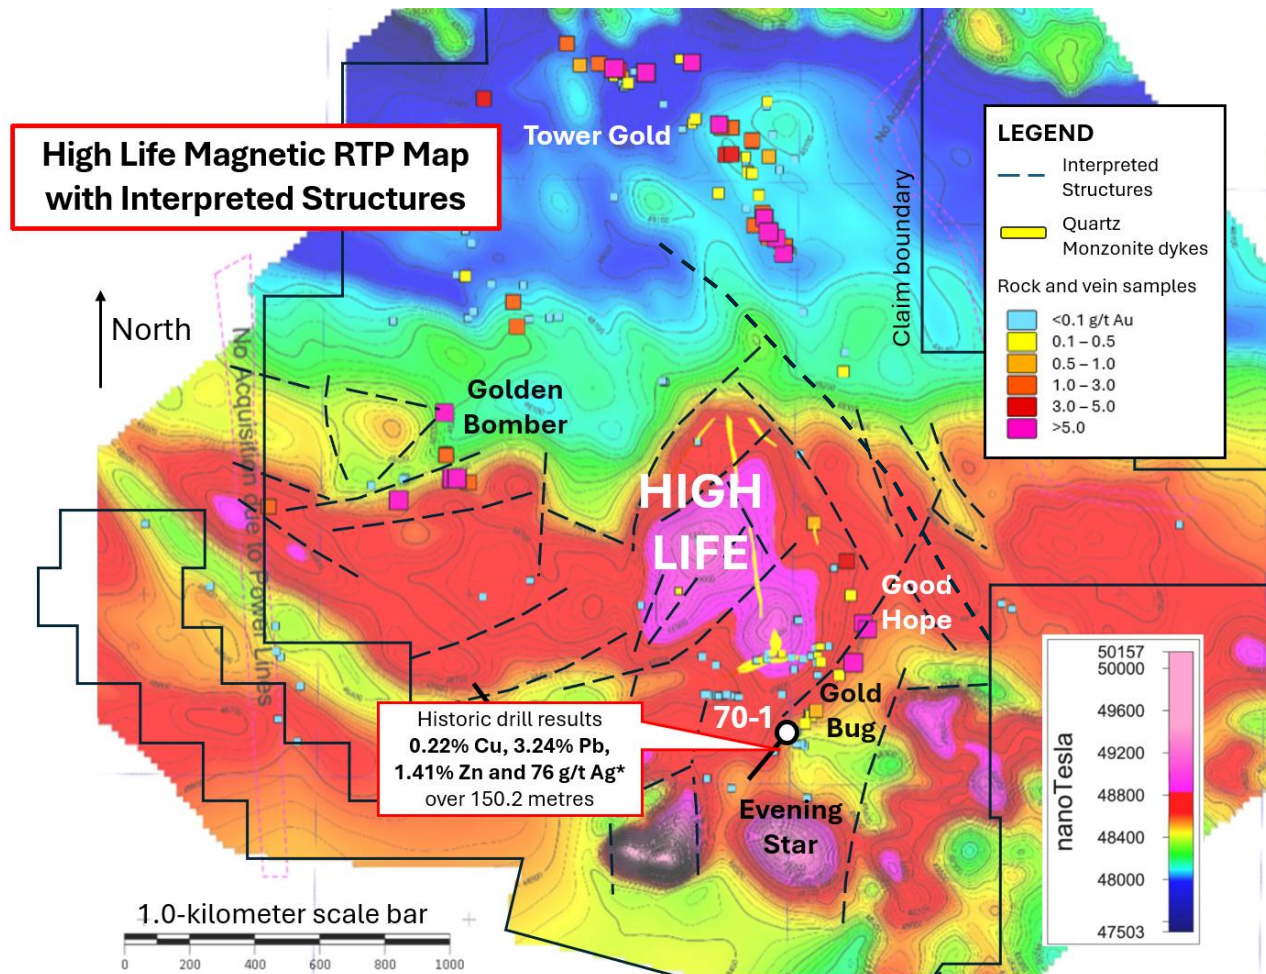 High Life Magnetic RTP Map
with Interpreted Structures
North
Tower Gold
Claim boundary
No Acquisition due to Power Lines
No Ac
LEGEND
Interpreted
Structures
Quartz
Monzonite dykes
Rock and vein samples
<0.1 g/t Au
0.1 – 0.5
0.5 – 1.0
1.0 – 3.0
3.0 – 5.0
>5.0
Golden
Bomber
HIGH
LIFE
Good
Hope
Gold
Bug
70-1
Historic drill results
0.22% Cu, 3.24% Pb,
1.41% Zn and 76 g/t Ag*
over 150.2 metres
Evening
Star
nanoTesla
50157
50000
49600
49200
48800
48400
48000
47503
1.0-kilometer scale bar
0 200 400 600 800 1000